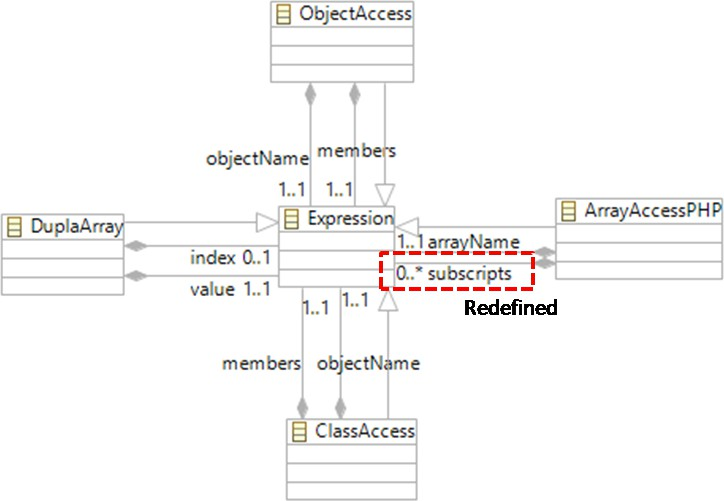 ObjectAccess
objectName
members
1..1
1..1
DuplaArray
Expression
ArrayAccessPHP
1..1 arrayName
index 0..1
0..* subscripts
value 1..1
Redefined
1..1
1..1
members
objectName
ClassAccess